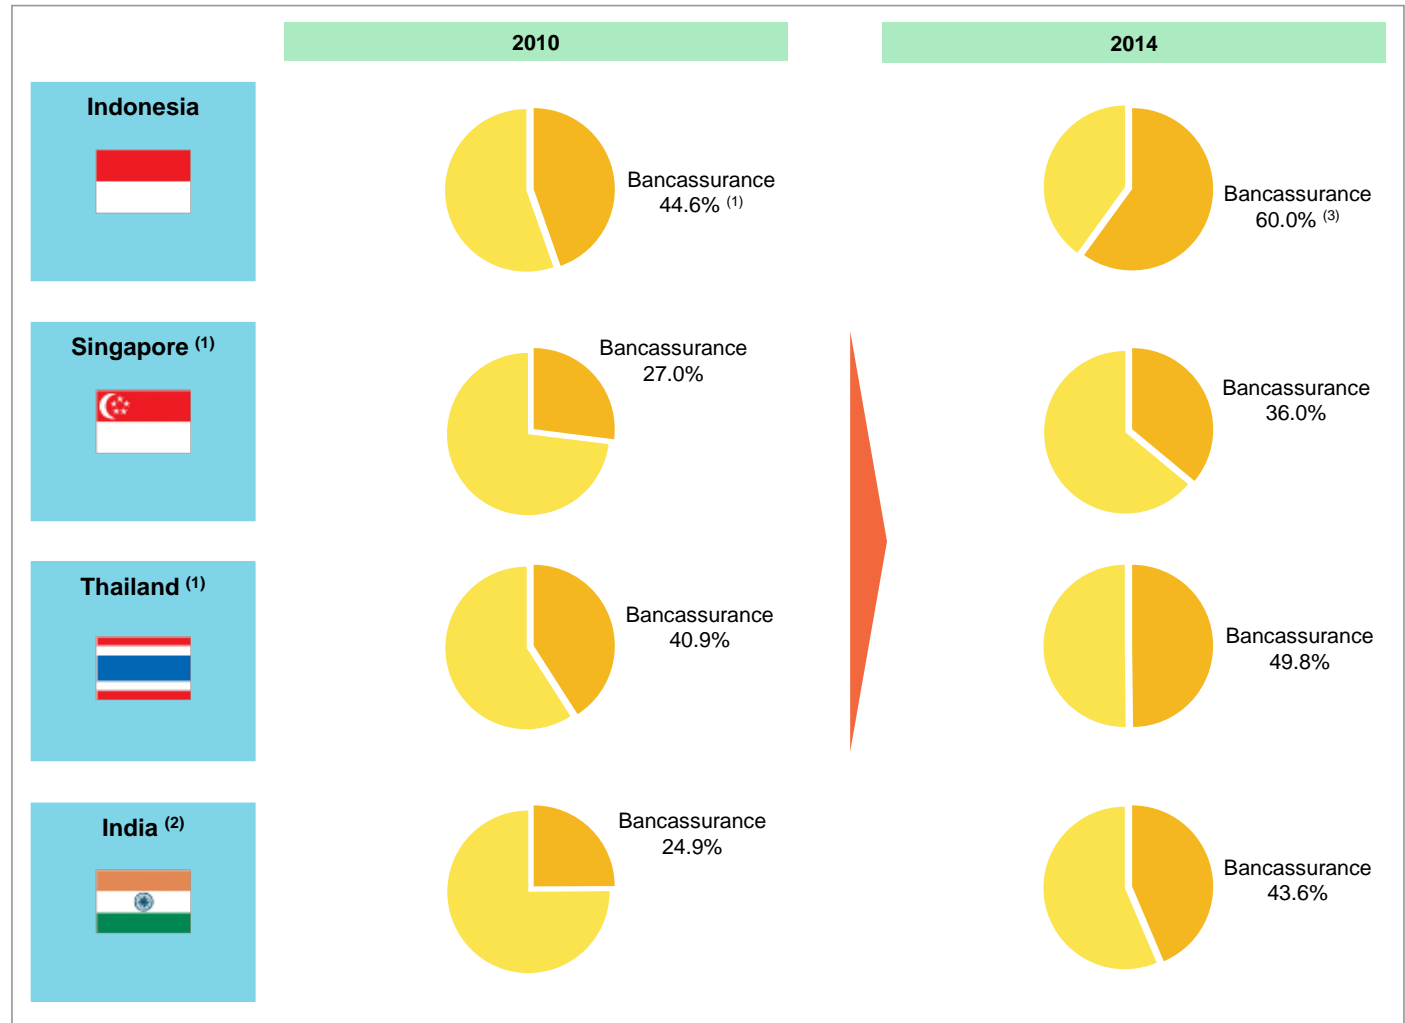 2010
2014
Indonesia
Bancassurance
44.6% (1)
Bancassurance
60.0% (3)
Singapore (1)
Bancassurance
27.0%
Bancassurance
36.0%
Thailand (1)
Bancassurance
40.9%
Bancassurance
49.8%
India (2)
Bancassurance
24.9%
Bancassurance
43.6%